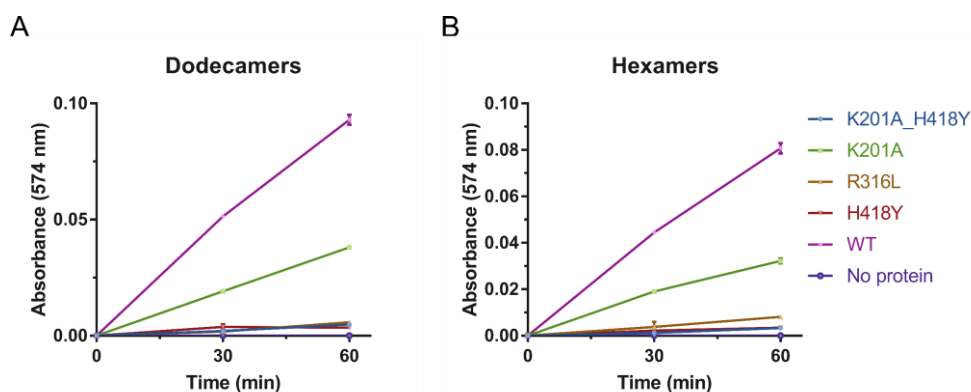 A
Dodecamers
Absorbance (574 nm)
0.10
0.05
0.00
0
30
60
Time (min)
B
Hexamers
Absorbance (574 nm)
0.10
0.08
0.06
0.04
0.02
0.00
0
30
60
Time (min)
K201A_H418Y
K201A
R316L
H418Y
WT
No protein